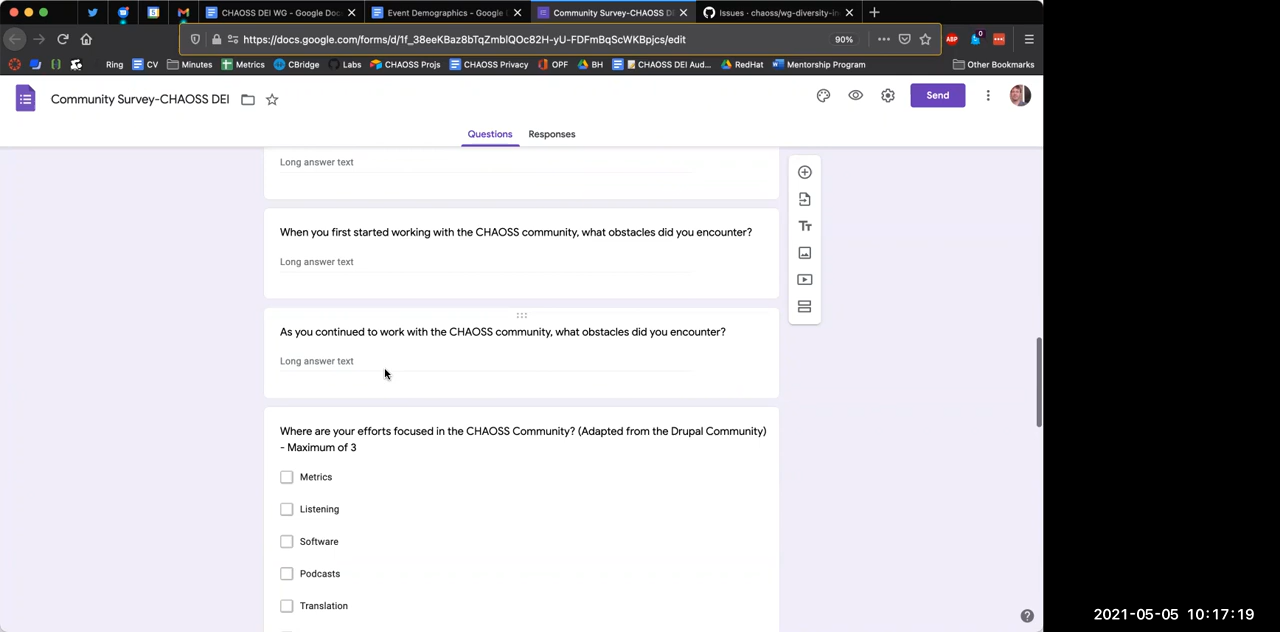 CHAOSS DEI WG - Google Doc
Event Demographics - Google
Community Survey-CHAOSS D
Issues · chaoss/wg-diversity-in
https://docs.google.com/forms/d/1f_38eeKBaz8bTqZmblQOc82H-yU-FDFmBqScWKBpjcs/edit
90%
ABP
0
Ring
CV
Minutes
Metrics
CBridge
Labs
CHAOSS Projs
CHAOSS Privacy
OPF
BH
CHAOSS DEI Aud...
RedHat
Mentorship Program
Other Bookmarks
Community Survey-CHAOSS DEI
Send
Questions
Responses
Long answer text
When you first started working with the CHAOSS community, what obstacles did you encounter?
Long answer text
As you continued to work with the CHAOSS community, what obstacles did you encounter?
Long answer text
Where are your efforts focused in the CHAOSS Community? (Adapted from the Drupal Community)
- Maximum of 3
Metrics
Listening
Software
Podcasts
Translation
2021-05-05 10:17:19